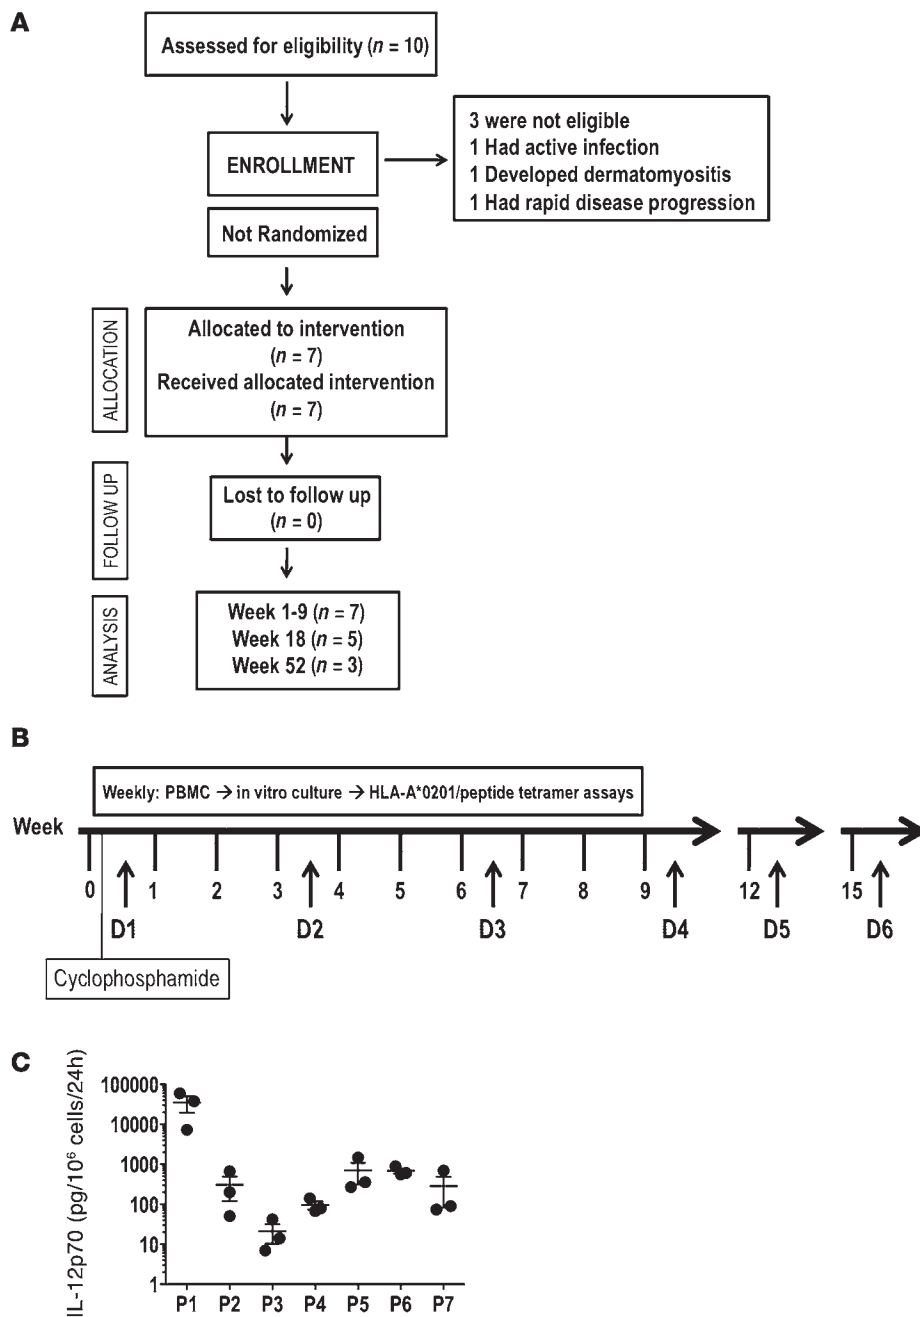 A
Assessed for eligibility (n = 10)
ENROLLMENT
3 were not eligible
1 Had active infection
1 Developed dermatomyositis
1 Had rapid disease progression
Not Randomized
ALLOCATION
Allocated to intervention
(n = 7)
Received allocated intervention
(n = 7)
FOLLOW UP
Lost to follow up
(n = 0)
ANALYSIS
Week 1-9 (n = 7)
Week 18 (n = 5)
Week 52 (n = 3)
B
Weekly: PBMC → in vitro culture → HLA-A*0201/peptide tetramer assays
Week
0 1 2 3 4 5 6 7 8 9 12 15
D1 D2 D3 D4 D5 D6
Cyclophosphamide
C
IL-12p70 (pg/10⁶ cells/24h)
100000
10000
1000
100
10
1
P1 P2 P3 P4 P5 P6 P7